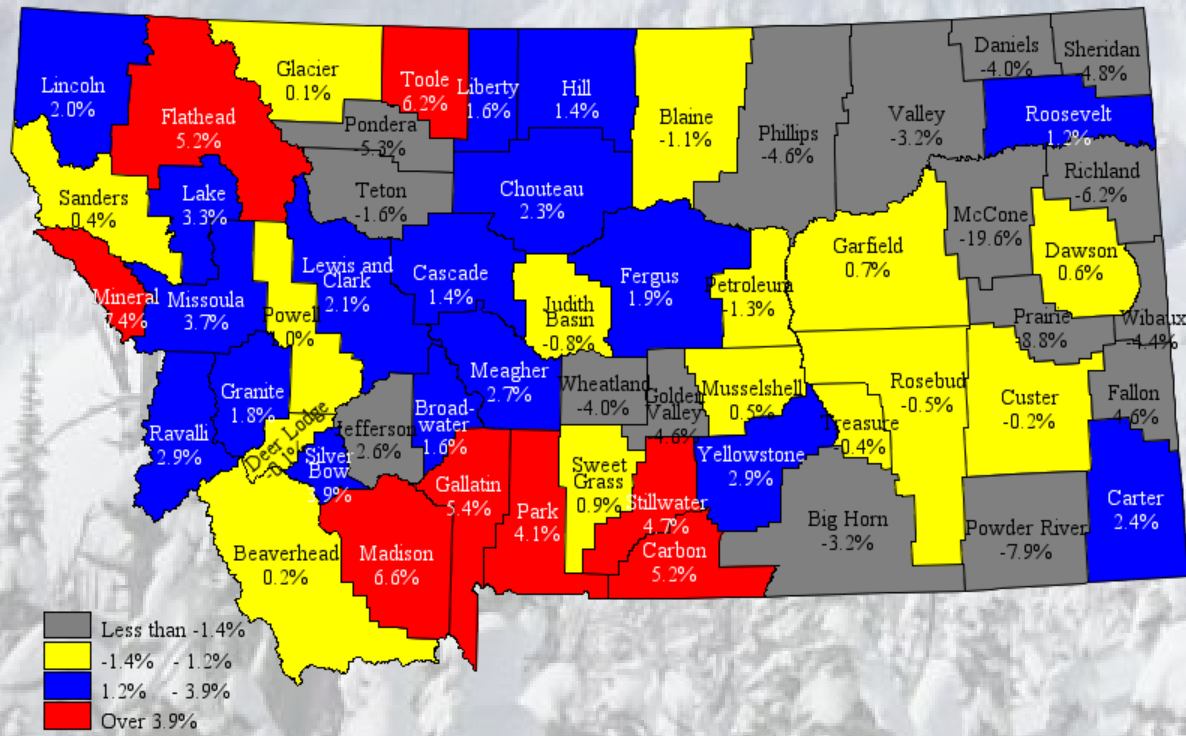 Lincoln
2.0%
Flathead
5.2%
Glacier
0.1%
Toole
6.2%
Liberty
1.6%
Hill
1.4%
Blaine
-1.1%
Phillips
-4.6%
Valley
-3.2%
Daniels
-4.0%
Sheridan
4.8%
Roosevelt
1.2%
Pondera
-5.3%
Teton
-1.6%
Chouteau
2.3%
Richland
-6.2%
Sanders
0.4%
Lake
3.3%
McCone
-19.6%
Dawson
0.6%
Garfield
0.7%
Mineral
7.4%
Missoula
3.7%
Powell
0%
Lewis and
Clark
2.1%
Cascade
1.4%
Judith
Basin
-0.8%
Fergus
1.9%
Petroleum
-1.3%
Prairie
8.8%
Wibaux
-4.4%
Granite
1.8%
Ravalli
2.9%
Meagher
2.7%
Broad-
water
1.6%
Wheatland
-4.0%
Golden
Valley
-4.6%
Musselshell
0.5%
Rosebud
-0.5%
Treasure
0.4%
Custer
-0.2%
Fallon
4.6%
Deer Lodge
-0.1%
Silver
Bow
3.9%
Jefferson
2.6%
Gallatin
5.4%
Park
4.1%
Sweet
Grass
0.9%
Stillwater
4.7%
Yellowstone
2.9%
Carbon
5.2%
Big Horn
-3.2%
Powder River
-7.9%
Carter
2.4%
Beaverhead
0.2%
Madison
6.6%
Less than -1.4%
-1.4% - 1.2%
1.2% - 3.9%
Over 3.9%